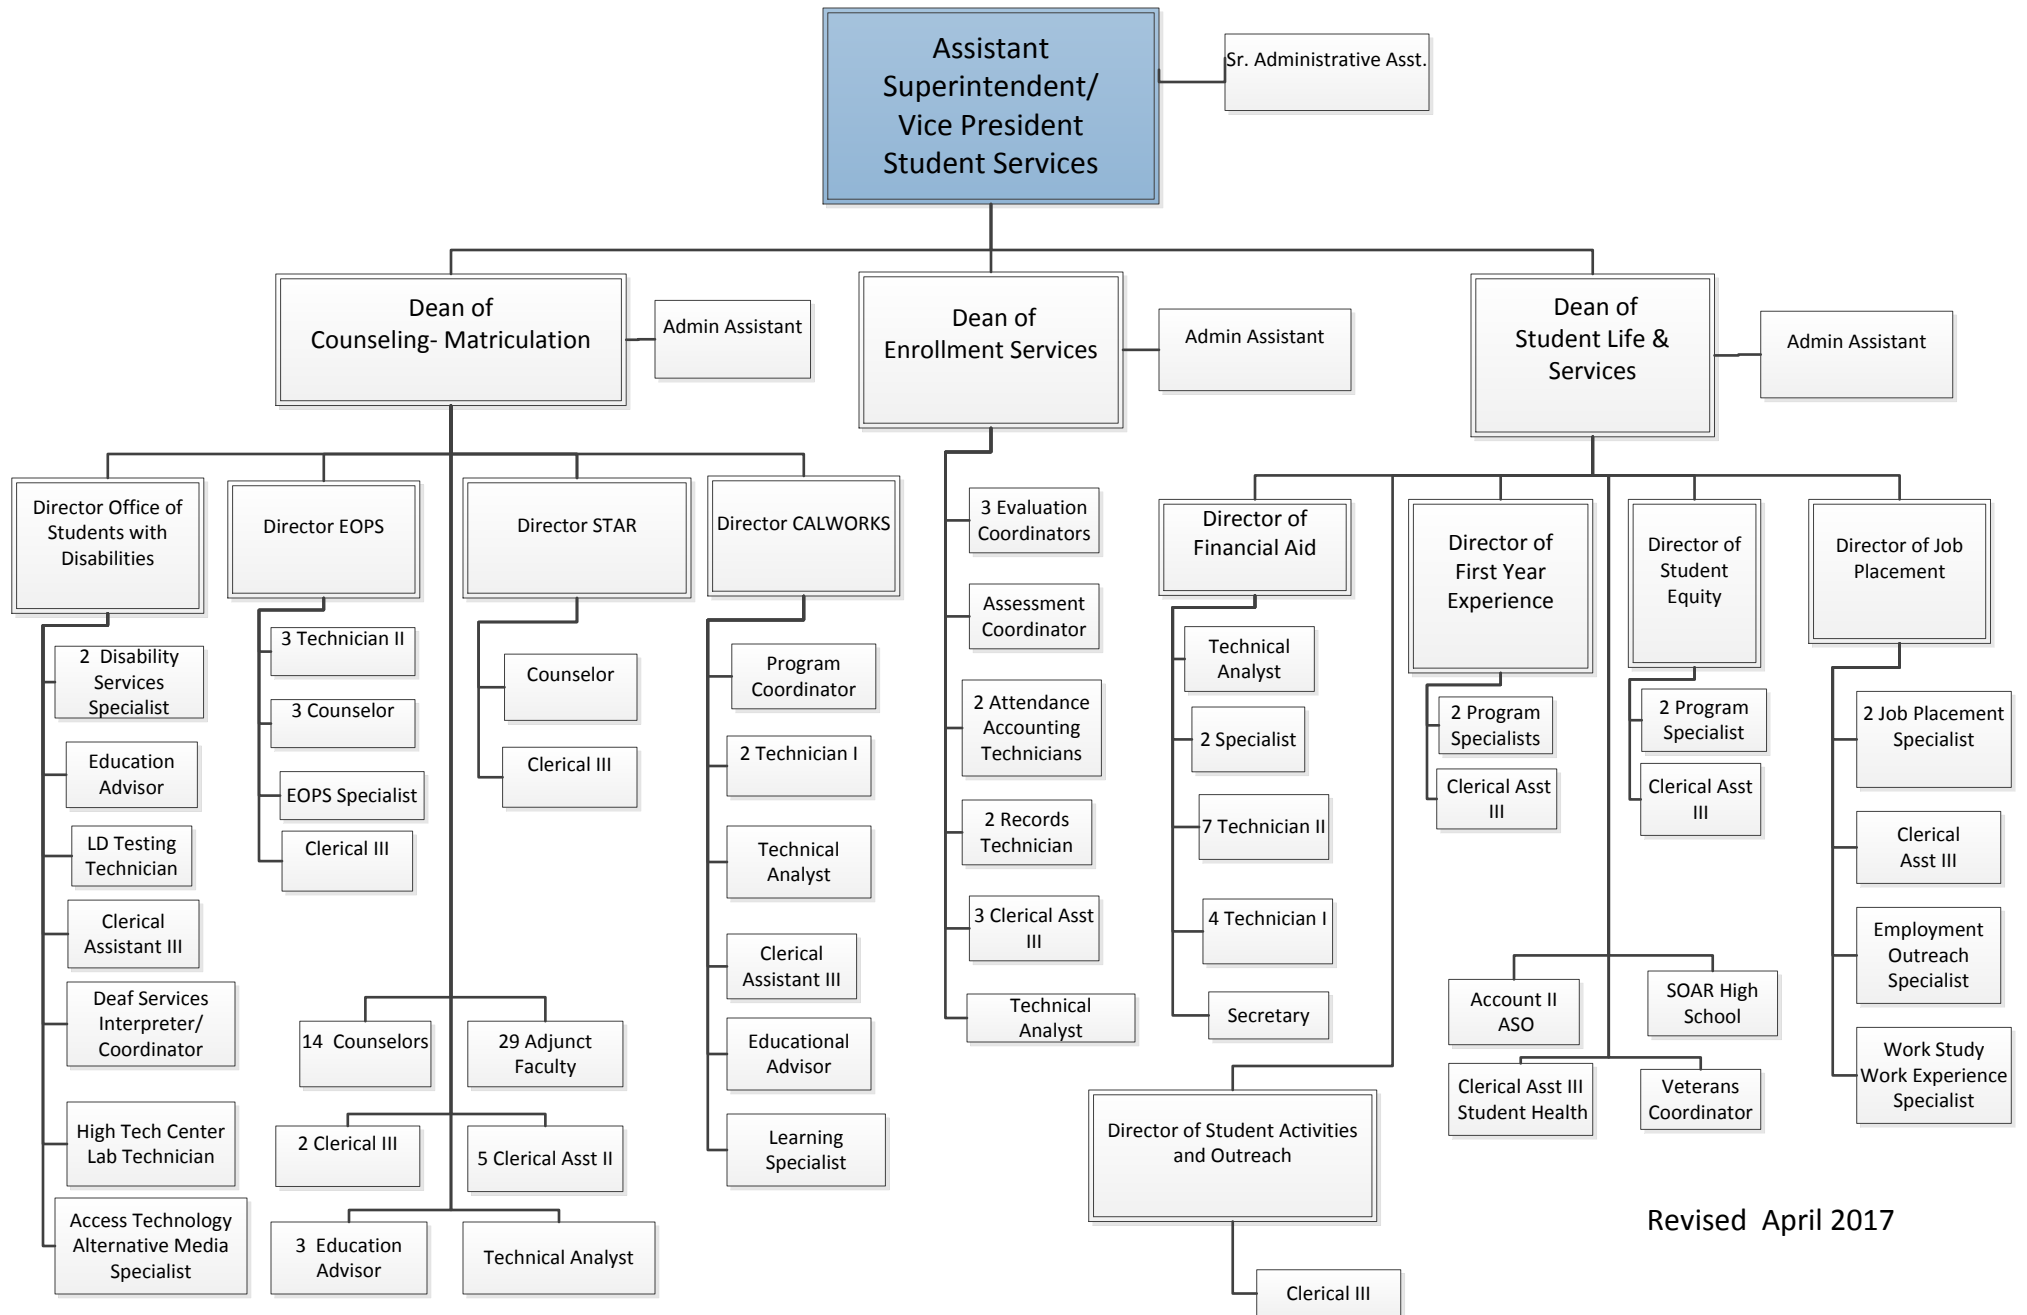 Assistant
Superintendent/
Vice President
Student Services
Sr. Administrative Asst.
Dean of
Counseling- Matriculation
Admin Assistant
Dean of
Enrollment Services
Admin Assistant
Dean of
Student Life &
Services
Admin Assistant
Director Office of
Students with
Disabilities
2 Disability
Services
Specialist
Education
Advisor
LD Testing
Technician
Clerical
Assistant III
Deaf Services
Interpreter/
Coordinator
High Tech Center
Lab Technician
Access Technology
Alternative Media
Specialist
Director EOPS
3 Technician II
3 Counselor
EOPS Specialist
Clerical III
Director STAR
Counselor
Clerical III
Director CALWORKS
Program
Coordinator
2 Technician I
Technical
Analyst
Clerical
Assistant III
Educational
Advisor
Learning
Specialist
14 Counselors
29 Adjunct
Faculty
2 Clerical III
5 Clerical Asst II
3 Education
Advisor
Technical Analyst
3 Evaluation
Coordinators
Assessment
Coordinator
2 Attendance
Accounting
Technicians
2 Records
Technician
3 Clerical Asst
III
Technical
Analyst
Director of
Financial Aid
Technical
Analyst
2 Specialist
7 Technician II
4 Technician I
Secretary
Director of
First Year
Experience
2 Program
Specialists
Clerical Asst
III
Director of
Student
Equity
2 Program
Specialist
Clerical Asst
III
Director of Job
Placement
2 Job Placement
Specialist
Clerical
Asst III
Employment
Outreach
Specialist
Work Study
Work Experience
Specialist
Account II
ASO
SOAR High
School
Clerical Asst III
Student Health
Veterans
Coordinator
Director of Student Activities
and Outreach
Clerical III
Revised April 2017